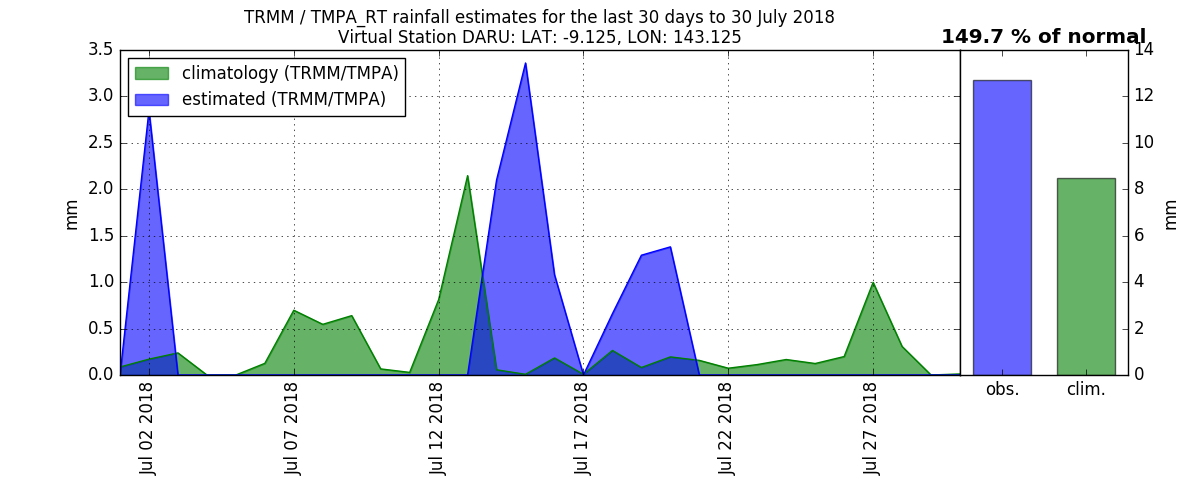 TRMM / TMPA_RT rainfall estimates for the last 30 days to 30 July 2018
Virtual Station DARU: LAT: -9.125, LON: 143.125
149.7 % of normal
climatology (TRMM/TMPA)
estimated (TRMM/TMPA)
3.5
3.0
2.5
2.0
1.5
1.0
0.5
0.0
mm
Jul 02 2018
Jul 07 2018
Jul 12 2018
Jul 17 2018
Jul 22 2018
Jul 27 2018
obs.
clim.
14
12
10
8
6
4
2
0
mm